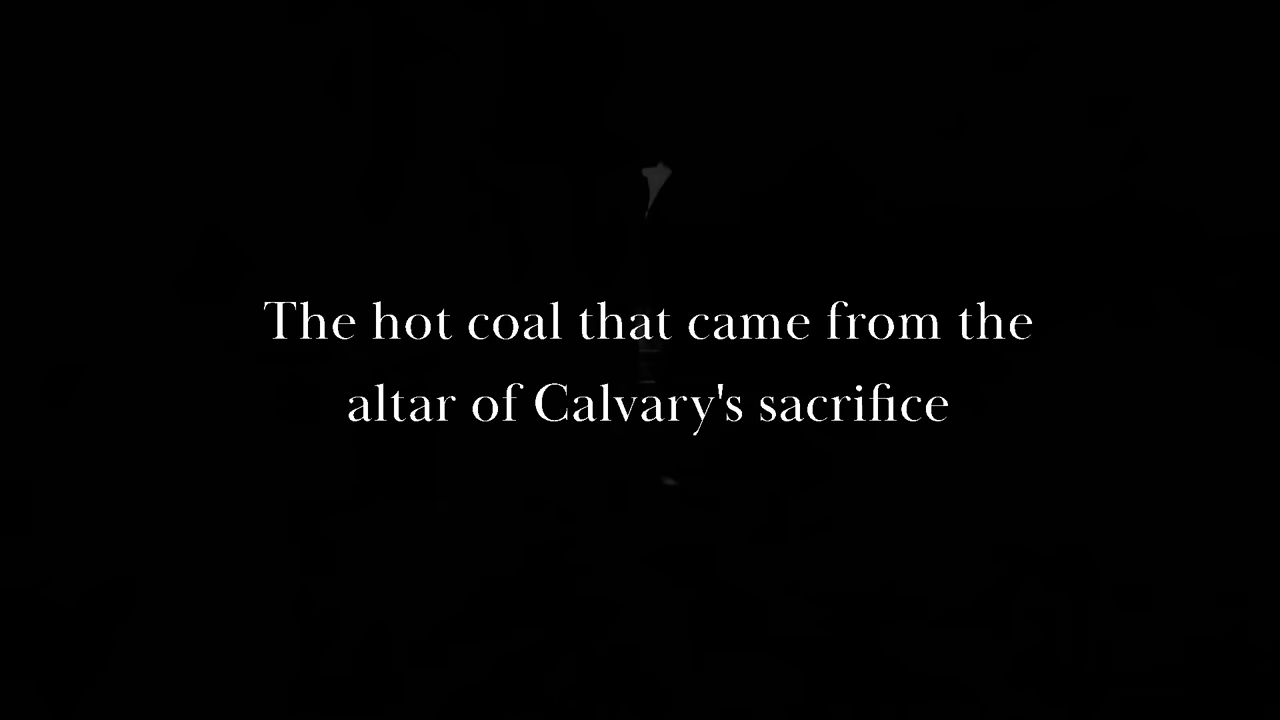 The hot coal that came from the
altar of Calvary's sacrifice